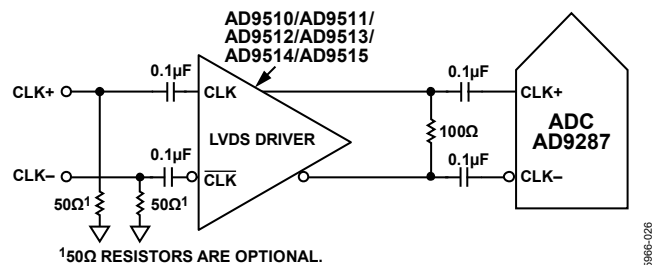 AD9510/AD9511/
AD9512/AD9513/
AD9514/AD9515
0.1µF
0.1µF
CLK+
CLK
CLK+
LVDS DRIVER
100Ω
ADC
AD9287
0.1µF
0.1µF
CLK–
CLK
CLK–
50Ω¹
50Ω¹
¹50Ω RESISTORS ARE OPTIONAL.
5966-026